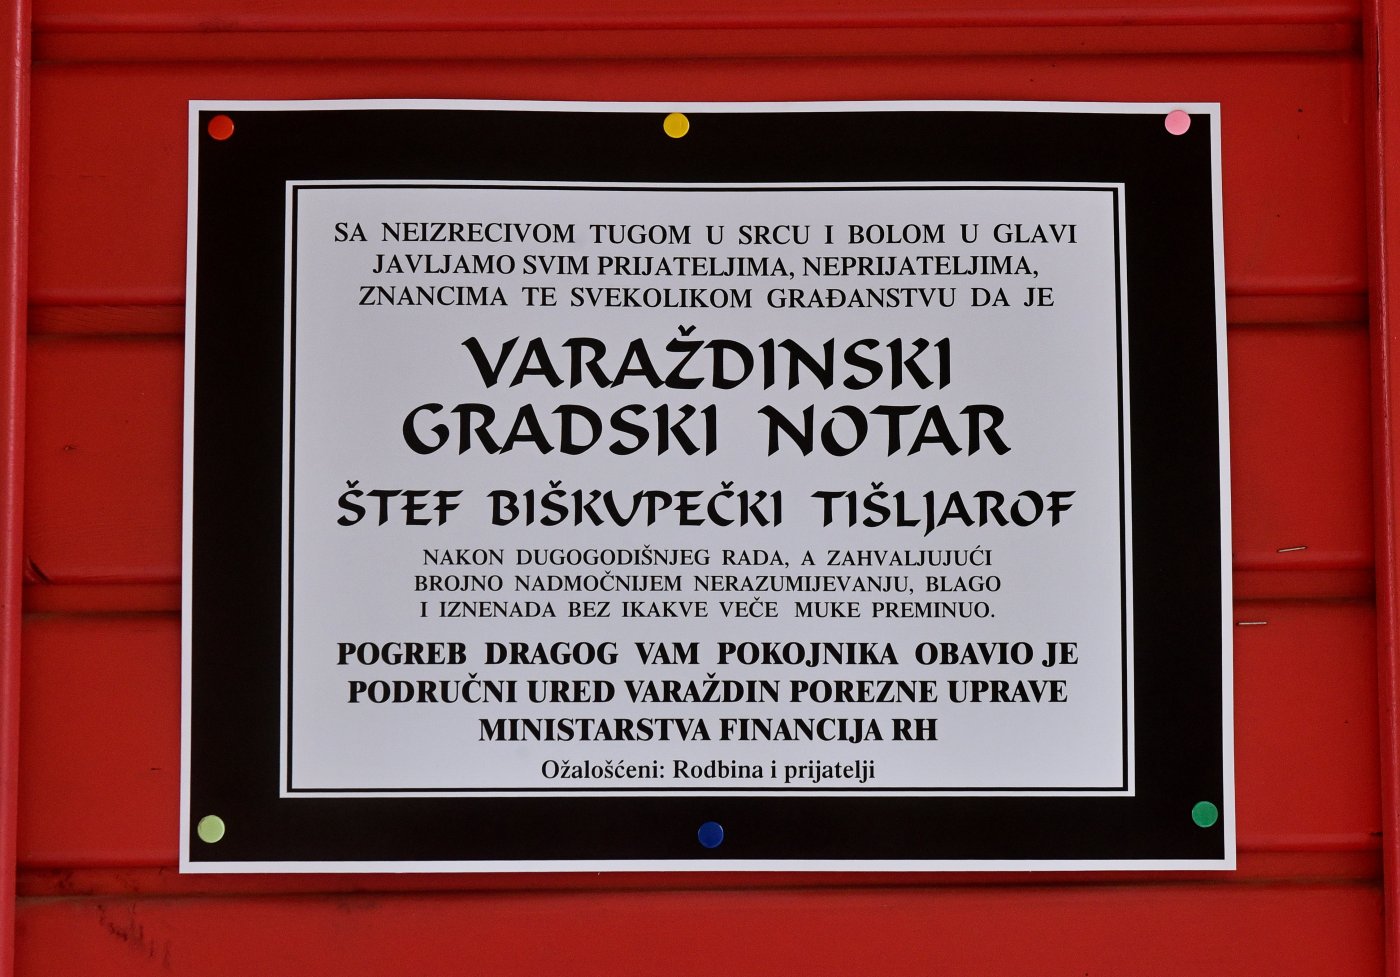 SA NEIZRECIVOM TUGOM U SRCU I BOLOM U GLAVI
JAVLJAMO SVIM PRIJATELJIMA, NEPRIJATELJIMA,
ZNANCIMA TE SVEKOLIKOM GRAĐANSTVU DA JE
VARAŽDINSKI
GRADSKI NOTAR
ŠTEF BIŠKUPEČKI TIŠLJAROF
NAKON DUGOGODIŠNJEG RADA, A ZAHVALJUJUĆI
BROJNO NADMOČNIJEM NERAZUMIJEVANJU, BLAGO
I IZNENADA BEZ IKAKVE VEČE MUKE PREMINUO.
POGREB DRAGOG VAM POKOJNIKA OBAVIO JE
PODRUČNI URED VARAŽDIN POREZNE UPRAVE
MINISTARSTVA FINANCIJA RH
Ožalošćeni: Rodbina i prijatelji